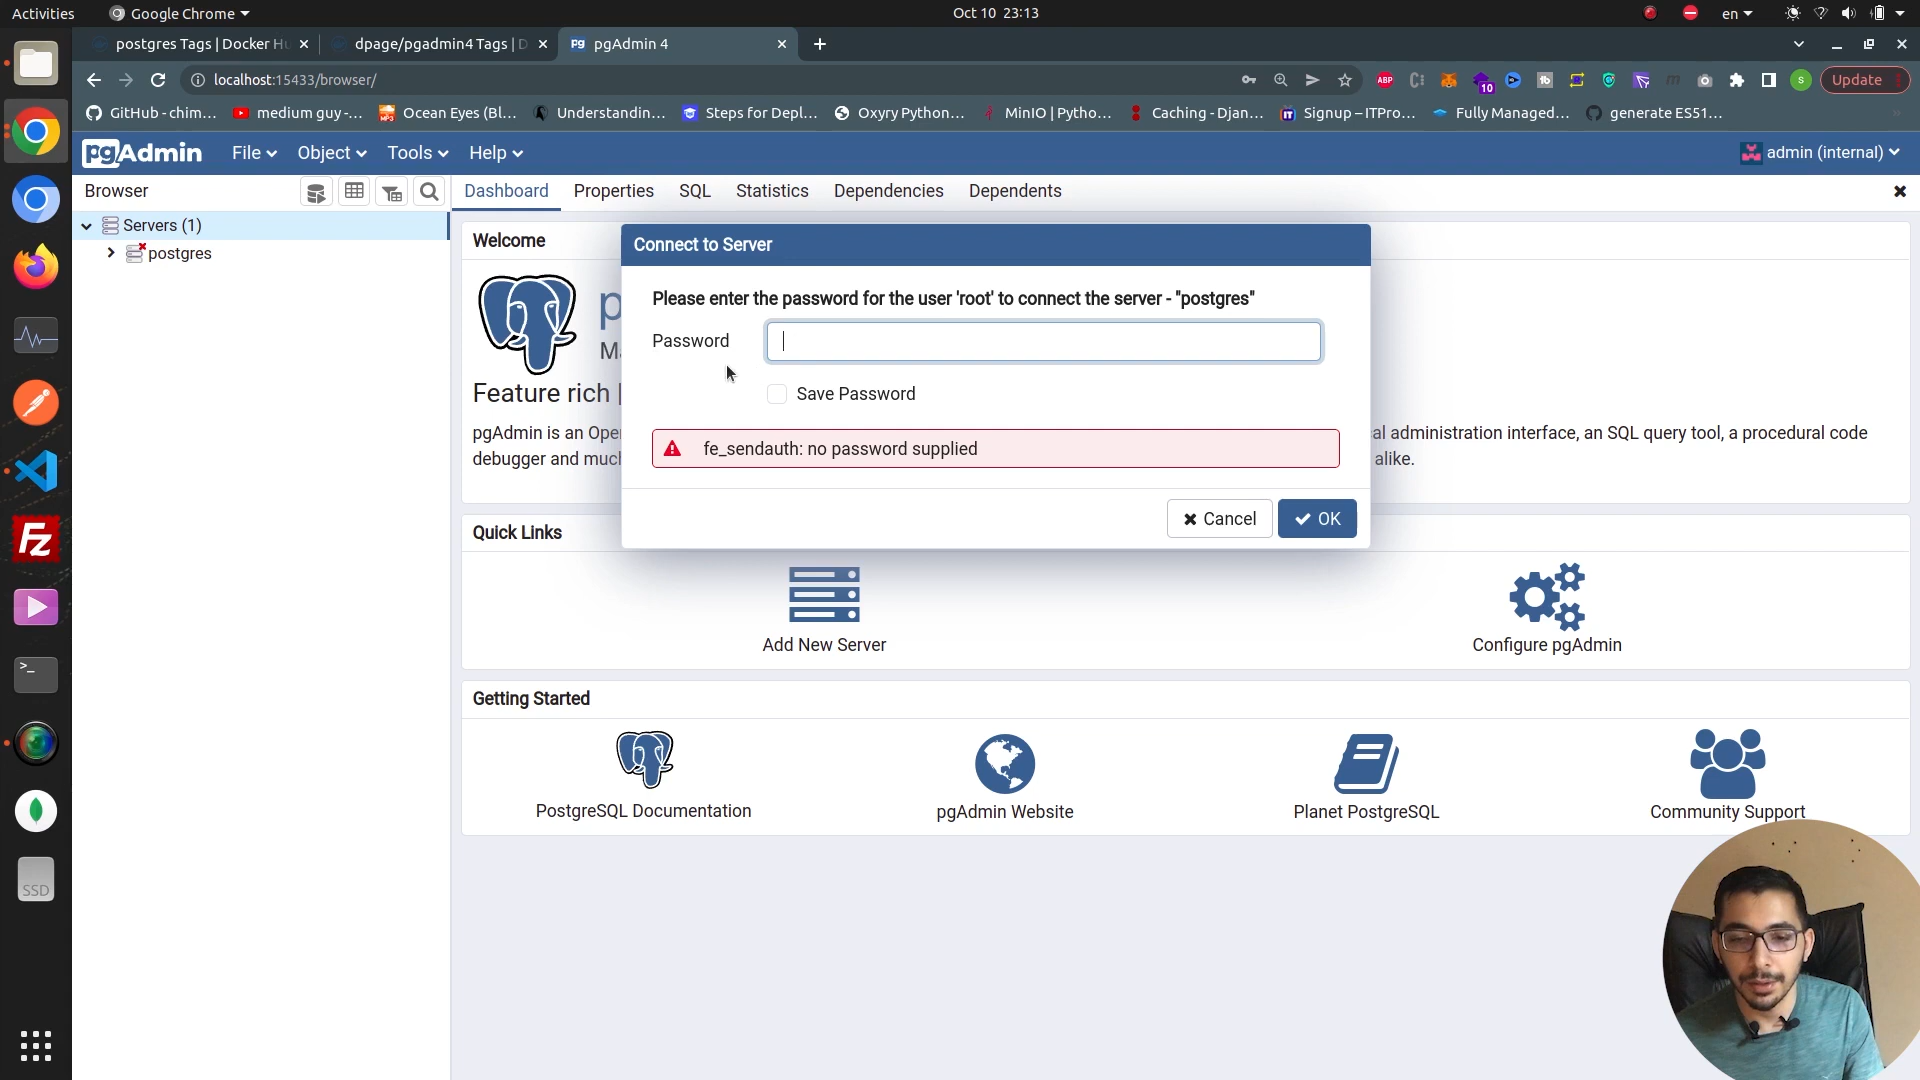 Activities
Google Chrome
Oct 10 23:13
en
postgres Tags | Docker Hu
dpage/pgadmin4 Tags | D
pgAdmin 4
localhost:15433/browser/
ABP
10
S
Update
GitHub - chim...
medium guy -...
Ocean Eyes (Bl...
Understandin...
Steps for Depl...
Oxyry Python...
MinIO | Pytho...
Caching - Djan...
Signup – ITPro...
Fully Managed...
generate ES51...
pgAdmin
File
Object
Tools
Help
admin (internal)
Browser
Dashboard
Properties
SQL
Statistics
Dependencies
Dependents
Servers (1)
postgres
Welcome
Feature rich
pgAdmin is an Ope
al administration interface, an SQL query tool, a procedural code
debugger and muc
alike.
Connect to Server
Please enter the password for the user 'root' to connect the server - "postgres"
Password
Save Password
fe_sendauth: no password supplied
Cancel
OK
Quick Links
Add New Server
Configure pgAdmin
Getting Started
PostgreSQL Documentation
pgAdmin Website
Planet PostgreSQL
Community Support
SSD